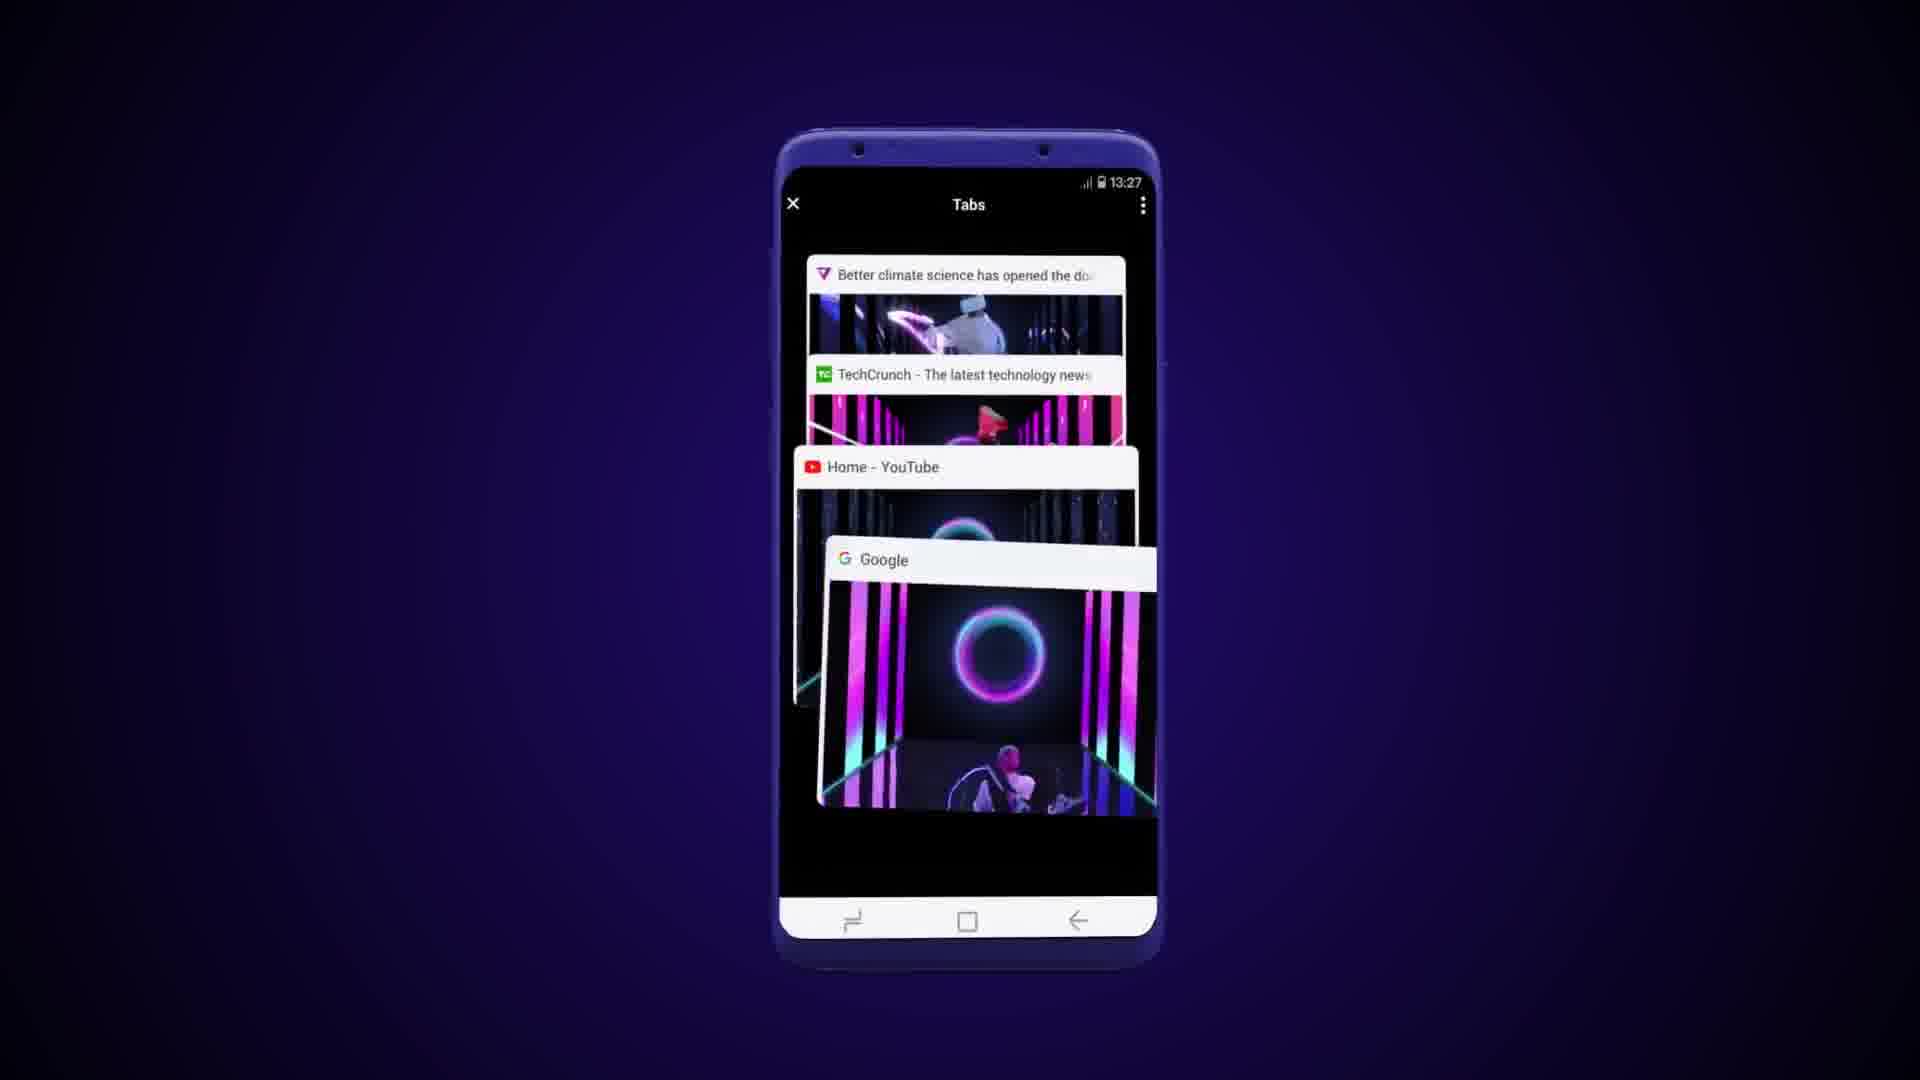 13:27
Tabs
Better climate science has opened the do
TC TechCrunch - The latest technology news
Home - YouTube
G Google